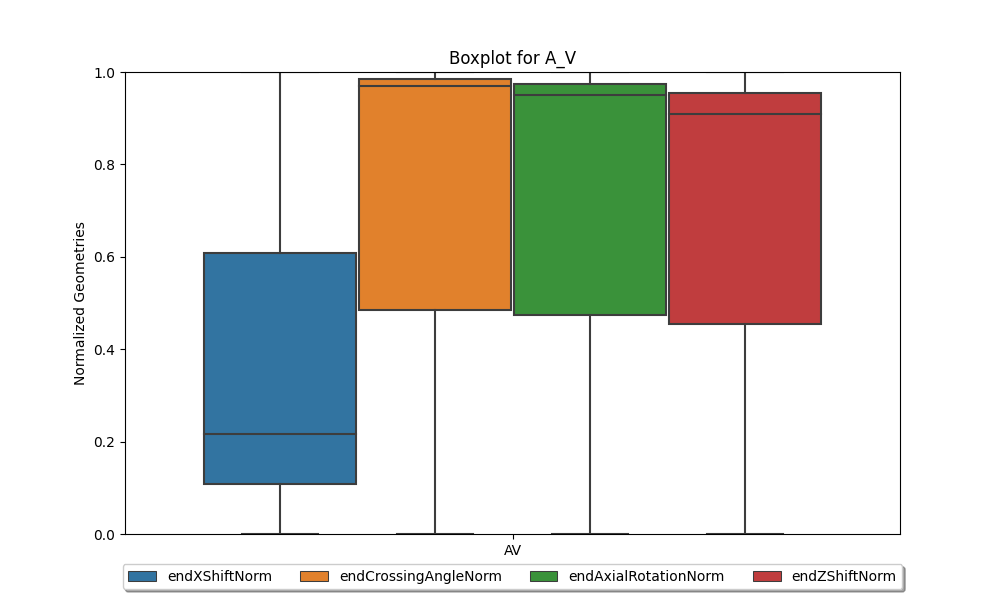 Boxplot for A_V
1.0
0.8
0.6
0.4
0.2
0.0
Normalized Geometries
AV
endXShiftNorm endCrossingAngleNorm endAxialRotationNorm endZShiftNorm